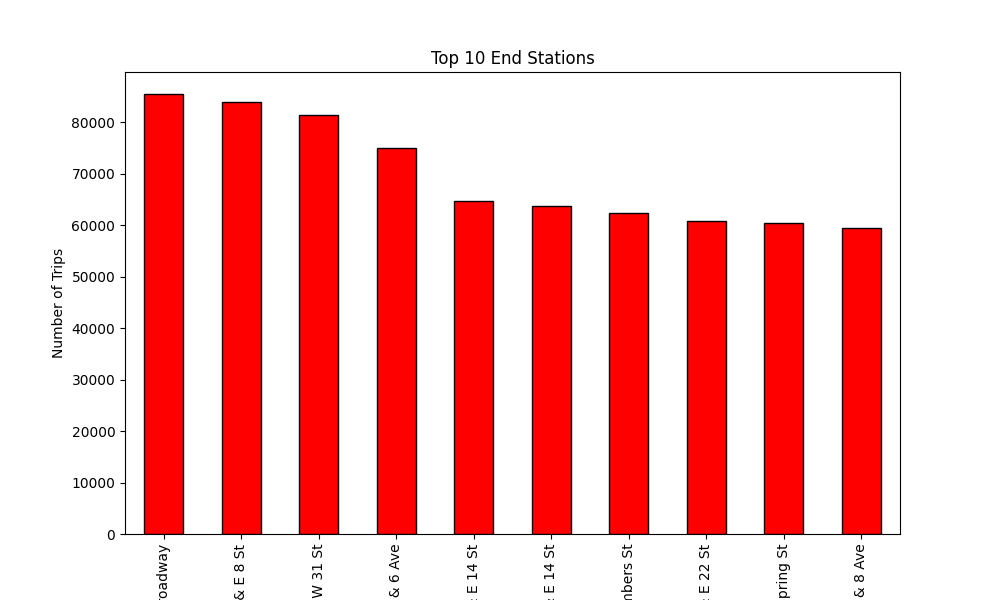 Top 10 End Stations
Number of Trips
80000
70000
60000
50000
40000
30000
20000
10000
0
roadway
& E 8 St
W 31 St
& 6 Ave
E 14 St
E 14 St
mbers St
E 22 St
pring St
& 8 Ave